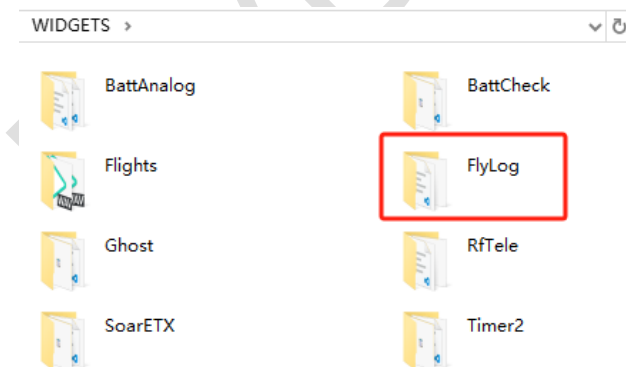 WIDGETS >
BattAnalog
BattCheck
Flights
FlyLog
Ghost
RfTele
SoarETX
Timer2